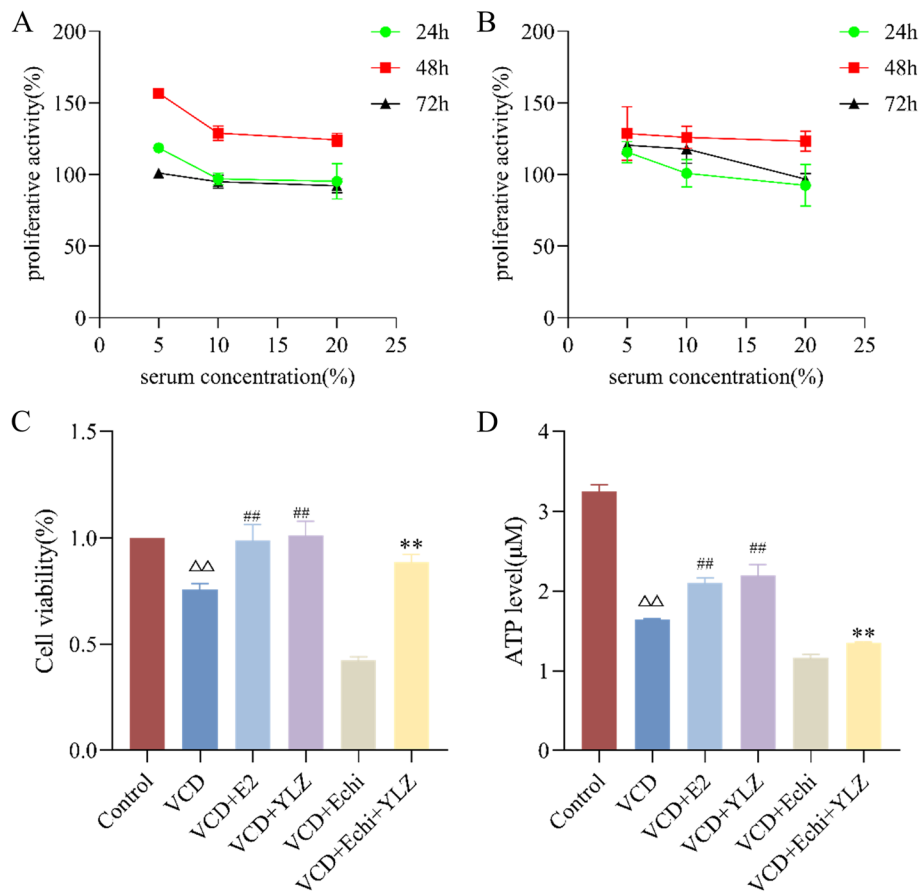 A
200
150
100
50
0
proliferative activity(%)
0 5 10 15 20 25
serum concentration(%)
24h
48h
72h
B
200
150
100
50
0
proliferative activity(%)
0 5 10 15 20 25
serum concentration(%)
24h
48h
72h
C
1.5
1.0
0.5
0.0
Cell viability(%)
△△
##
##
**
Control
VCD
VCD+E2
VCD+YLZ
VCD+Echi
VCD+Echi+YLZ
D
4
3
2
1
0
ATP level(μM)
△△
##
##
**
Control
VCD
VCD+E2
VCD+YLZ
VCD+Echi
VCD+Echi+YLZ